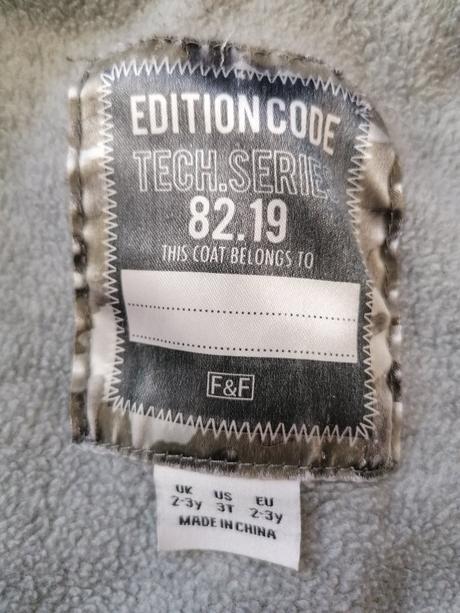 EDITION CODE
TECH.SERIE
82.19
THIS COAT BELONGS TO
F&F
UK US EU
2-3y 3T 2-3y
MADE IN CHINA